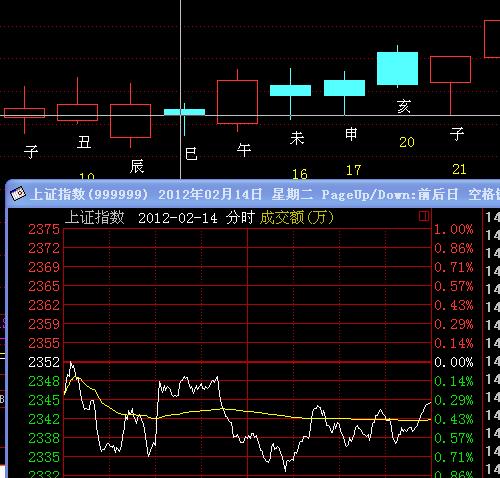 子
丑
辰
巳
午
未
申
亥
子
16
17
20
21
上证指数(999999) 2012年02月14日 星期二 PageUp/Down:前后日 空格
上证指数 2012-02-14 分时 成交额(万)
2375 1.00%
2372 0.86%
2369 0.71%
2365 0.57%
2362 0.43%
2359 0.29%
2355 0.14%
2352 0.00%
2348 0.14%
2345 0.29%
2342 0.43%
2338 0.57%
2335 0.71%
2332 0.86%